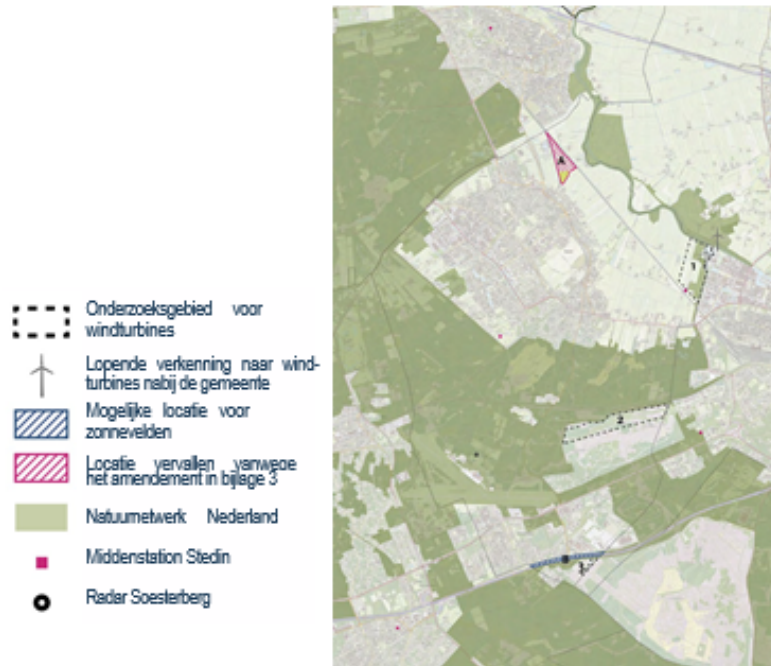 Onderzoeksgebied voor
windturbines
Lopende verkenning naar wind-
turbines nabij de gemeente
Mogelijke locatie voor
zonnevelden
Locatie vervallen vanwege
het amendement in bijlage 3
Natuurnetwerk Nederland
Middenstation Stedin
Radar Soesterberg
A
1
2